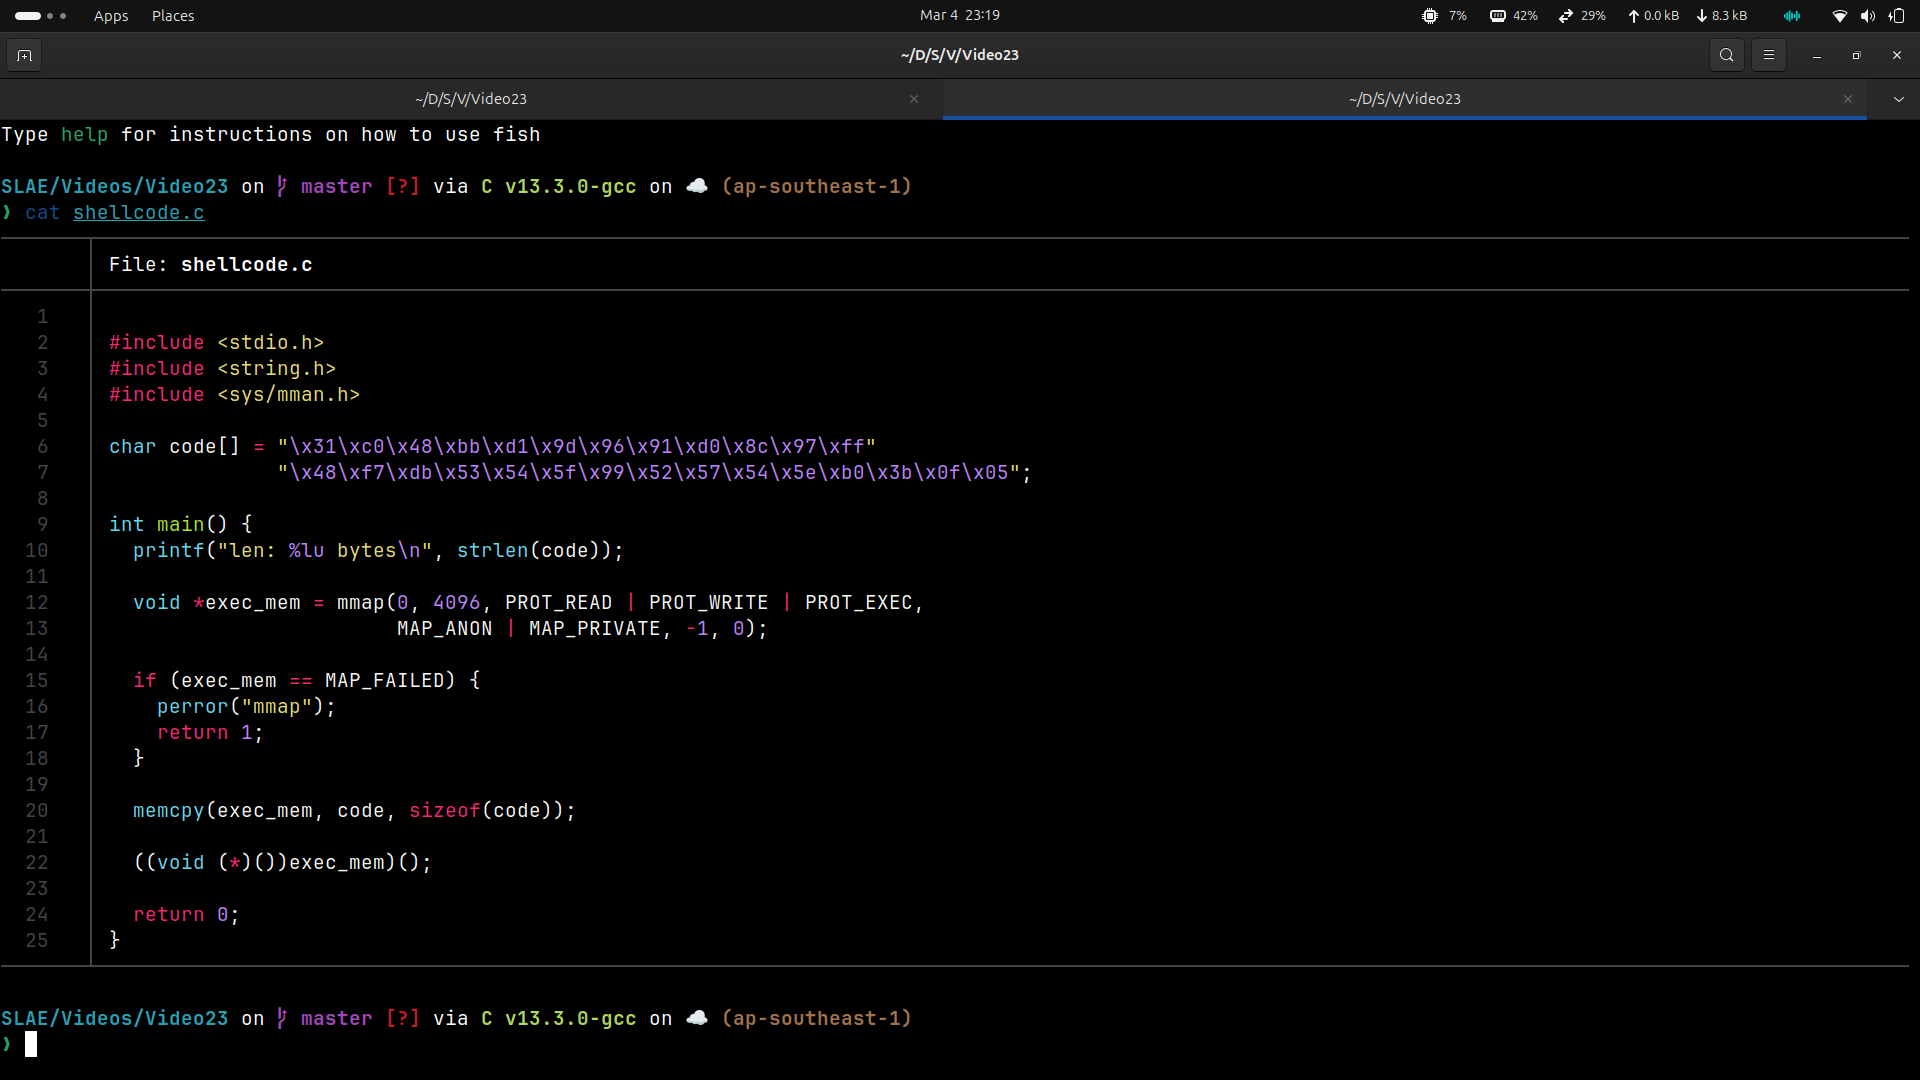 Apps Places Mar 4 23:19 7% 42% 29% 0.0 kB 8.3 kB
~/D/S/V/Video23
~/D/S/V/Video23 ~/D/S/V/Video23
Type help for instructions on how to use fish
SLAE/Videos/Video23 on master [?] via C v13.3.0-gcc on ☁️ (ap-southeast-1)
❯ cat shellcode.c
File: shellcode.c
1
2 #include <stdio.h>
3 #include <string.h>
4 #include <sys/mman.h>
5
6 char code[] = "\x31\xc0\x48\xbb\xd1\x9d\x96\x91\xd0\x8c\x97\xff"
7 "\x48\xf7\xdb\x53\x54\x5f\x99\x52\x57\x54\x5e\xb0\x3b\x0f\x05";
8
9 int main() {
10 printf("len: %lu bytes\n", strlen(code));
11
12 void *exec_mem = mmap(0, 4096, PROT_READ | PROT_WRITE | PROT_EXEC,
13 MAP_ANON | MAP_PRIVATE, -1, 0);
14
15 if (exec_mem == MAP_FAILED) {
16 perror("mmap");
17 return 1;
18 }
19
20 memcpy(exec_mem, code, sizeof(code));
21
22 ((void (*)())exec_mem)();
23
24 return 0;
25 }
SLAE/Videos/Video23 on master [?] via C v13.3.0-gcc on ☁️ (ap-southeast-1)
❯